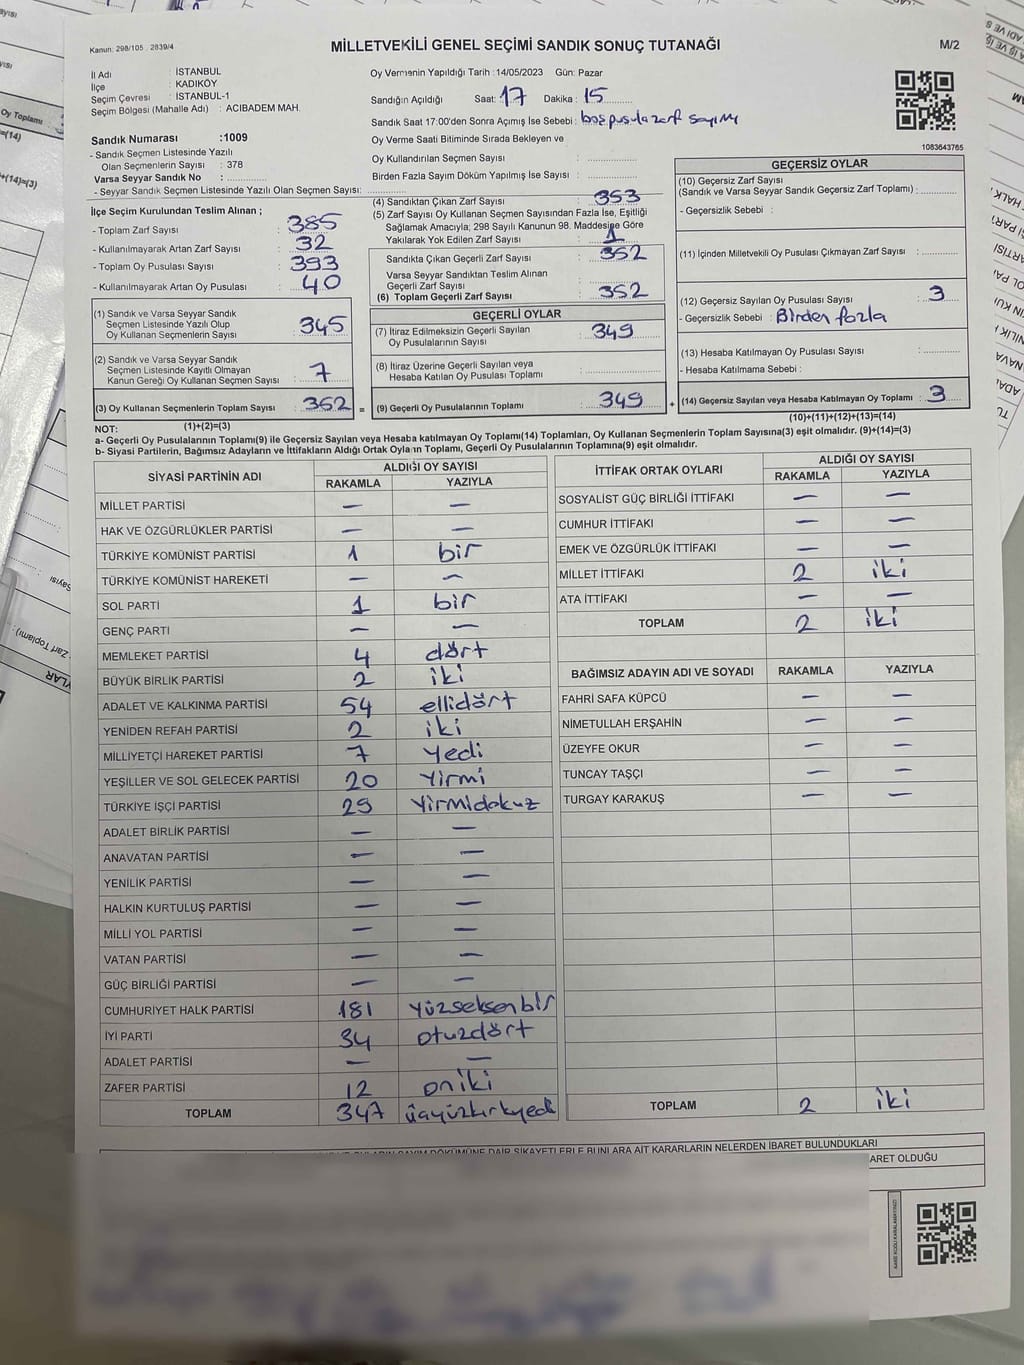 Kanun: 298/105 , 2839/4
MİLLETVEKİLİ GENEL SEÇİMİ SANDIK SONUÇ TUTANAĞI
M/2
İl Adı : İSTANBUL
İlçe : KADIKÖY
Seçim Çevresi : İSTANBUL-1
Seçim Bölgesi (Mahalle Adı) : ACIBADEM MAH.
Oy Vermenin Yapıldığı Tarih :14/05/2023 Gün: Pazar
Sandığın Açıldığı Saat: 17 Dakika : 15
Sandık Saat 17:00'den Sonra Açımış İse Sebebi : boş pusula zarf sayımı
Oy Verme Saati Bitiminde Sırada Bekleyen ve
Oy Kullandırılan Seçmen Sayısı :
Birden Fazla Sayım Döküm Yapılmış İse Sayısı :
1083643765
Sandık Numarası :1009
- Sandık Seçmen Listesinde Yazılı
Olan Seçmenlerin Sayısı : 378
Varsa Seyyar Sandık No :
- Seyyar Sandık Seçmen Listesinde Yazılı Olan Seçmen Sayısı:
İlçe Seçim Kurulundan Teslim Alınan ;
- Toplam Zarf Sayısı : 385
- Kullanılmayarak Artan Zarf Sayısı : 32
- Toplam Oy Pusulası Sayısı : 393
- Kullanılmayarak Artan Oy Pusulası : 40
(1) Sandık ve Varsa Seyyar Sandık
Seçmen Listesinde Yazılı Olup
Oy Kullanan Seçmenlerin Sayısı : 345
(2) Sandık ve Varsa Seyyar Sandık
Seçmen Listesinde Kayıtlı Olmayan
Kanun Gereği Oy Kullanan Seçmen Sayısı : 7
(3) Oy Kullanan Seçmenlerin Toplam Sayısı : 352 =
(1)+(2)=(3)
(4) Sandıktan Çıkan Zarf Sayısı : 353
(5) Zarf Sayısı Oy Kullanan Seçmen Sayısından Fazla İse, Eşitliği
Sağlamak Amacıyla; 298 Sayılı Kanunun 98. Maddesine Göre
Yakılarak Yok Edilen Zarf Sayısı : 1
Sandıkta Çıkan Geçerli Zarf Sayısı : 352
Varsa Seyyar Sandıktan Teslim Alınan
Geçerli Zarf Sayısı :
(6) Toplam Geçerli Zarf Sayısı : 352
GEÇERLİ OYLAR
(7) İtiraz Edilmeksizin Geçerli Sayılan
Oy Pusulalarının Sayısı : 349
(8) İtiraz Üzerine Geçerli Sayılan veya
Hesaba Katılan Oy Pusulası Toplamı :
(9) Geçerli Oy Pusulalarının Toplamı : 349 +
GEÇERSİZ OYLAR
(10) Geçersiz Zarf Sayısı
(Sandık ve Varsa Seyyar Sandık Geçersiz Zarf Toplamı) :
- Geçersizlik Sebebi :
(11) İçinden Milletvekili Oy Pusulası Çıkmayan Zarf Sayısı :
(12) Geçersiz Sayılan Oy Pusulası Sayısı : 3
- Geçersizlik Sebebi : Birden fazla
(13) Hesaba Katılmayan Oy Pusulası Sayısı :
- Hesaba Katılmama Sebebi :
(14) Geçersiz Sayılan veya Hesaba Katılmayan Oy Toplamı : 3
(10)+(11)+(12)+(13)=(14)
NOT:
a- Geçerli Oy Pusulalarının Toplamı(9) ile Geçersiz Sayılan veya Hesaba katılmayan Oy Toplamı(14) Toplamları, Oy Kullanan Seçmenlerin Toplam Sayısına(3) eşit olmalıdır. (9)+(14)=(3)
b- Siyasi Partilerin, Bağımsız Adayların ve İttifakların Aldığı Ortak Oyların Toplamı, Geçerli Oy Pusulalarının Toplamına(9) eşit olmalıdır.
SİYASİ PARTİNİN ADI ALDIĞI OY SAYISI
RAKAMLA YAZIYLA
MİLLET PARTİSİ — —
HAK VE ÖZGÜRLÜKLER PARTİSİ — —
TÜRKİYE KOMÜNİST PARTİSİ 1 bir
TÜRKİYE KOMÜNİST HAREKETİ — —
SOL PARTİ 1 bir
GENÇ PARTİ — —
MEMLEKET PARTİSİ 4 dört
BÜYÜK BİRLİK PARTİSİ 2 iki
ADALET VE KALKINMA PARTİSİ 54 ellidört
YENİDEN REFAH PARTİSİ 2 iki
MİLLİYETÇİ HAREKET PARTİSİ 7 yedi
YEŞİLLER VE SOL GELECEK PARTİSİ 20 Yirmi
TÜRKİYE İŞÇİ PARTİSİ 29 Yirmidokuz
ADALET BİRLİK PARTİSİ — —
ANAVATAN PARTİSİ — —
YENİLİK PARTİSİ — —
HALKIN KURTULUŞ PARTİSİ — —
MİLLİ YOL PARTİSİ — —
VATAN PARTİSİ — —
GÜÇ BİRLİĞİ PARTİSİ — —
CUMHURİYET HALK PARTİSİ 181 Yüzseksenbir
İYİ PARTİ 34 otuzdört
ADALET PARTİSİ — —
ZAFER PARTİSİ 12 oniki
TOPLAM 347 üçyüzkırkyedi
İTTİFAK ORTAK OYLARI ALDIĞI OY SAYISI
RAKAMLA YAZIYLA
SOSYALİST GÜÇ BİRLİĞİ İTTİFAKI — —
CUMHUR İTTİFAKI — —
EMEK VE ÖZGÜRLÜK İTTİFAKI — —
MİLLET İTTİFAKI 2 iki
ATA İTTİFAKI — —
TOPLAM 2 iki
BAĞIMSIZ ADAYIN ADI VE SOYADI RAKAMLA YAZIYLA
FAHRİ SAFA KÜPCÜ — —
NİMETULLAH ERŞAHİN — —
ÜZEYFE OKUR — —
TUNCAY TAŞÇI — —
TURGAY KARAKUŞ — —
TOPLAM 2 iki
DÖKÜMÜNE DAİR ŞİKAYETLERLE BUNLARA AİT KARARLARIN NELERDEN İBARET BULUNDUKLARI
ARET OLDUĞU